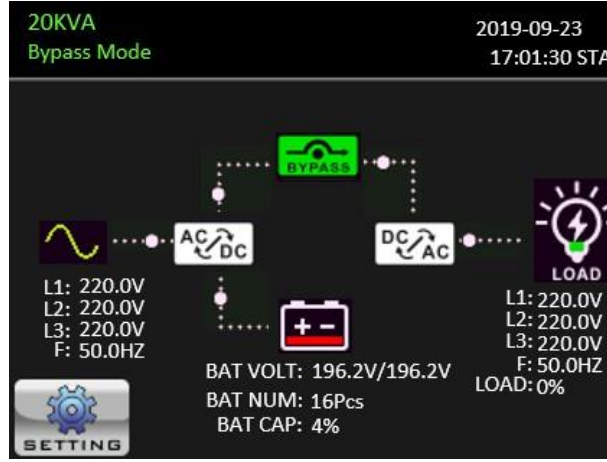 20KVA
2019-09-23
Bypass Mode
17:01:30 STA
BYPASS
AC DC
DC AC
LOAD
L1: 220.0V
L2: 220.0V
L3: 220.0V
F: 50.0HZ
L1: 220.0V
L2: 220.0V
L3: 220.0V
F: 50.0HZ
LOAD: 0%
BAT VOLT: 196.2V/196.2V
BAT NUM: 16Pcs
BAT CAP: 4%
SETTING